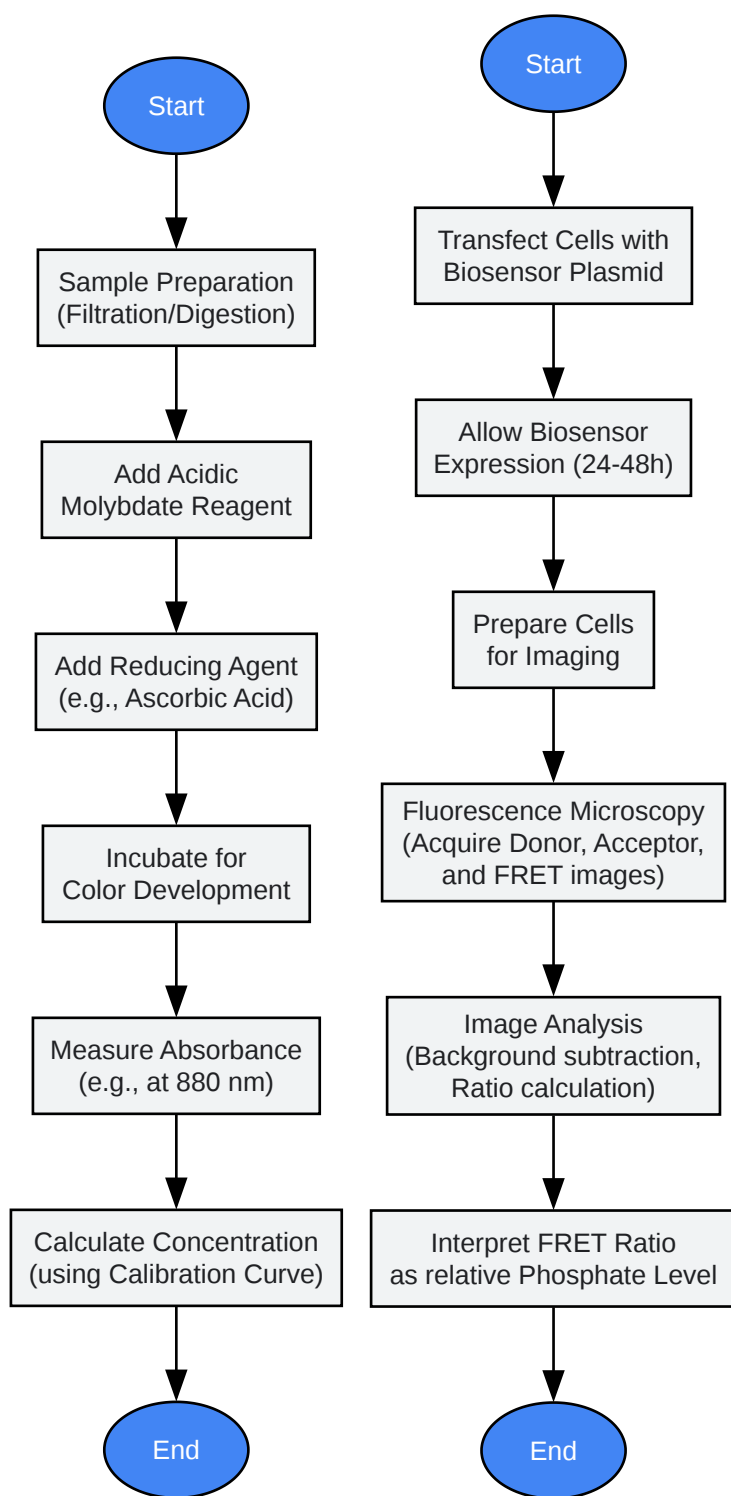 Start
Sample Preparation
(Filtration/Digestion)
Add Acidic
Molybdate Reagent
Add Reducing Agent
(e.g., Ascorbic Acid)
Incubate for
Color Development
Measure Absorbance
(e.g., at 880 nm)
Calculate Concentration
(using Calibration Curve)
End
Start
Transfect Cells with
Biosensor Plasmid
Allow Biosensor
Expression (24-48h)
Prepare Cells
for Imaging
Fluorescence Microscopy
(Acquire Donor, Acceptor,
and FRET images)
Image Analysis
(Background subtraction,
Ratio calculation)
Interpret FRET Ratio
as relative Phosphate Level
End